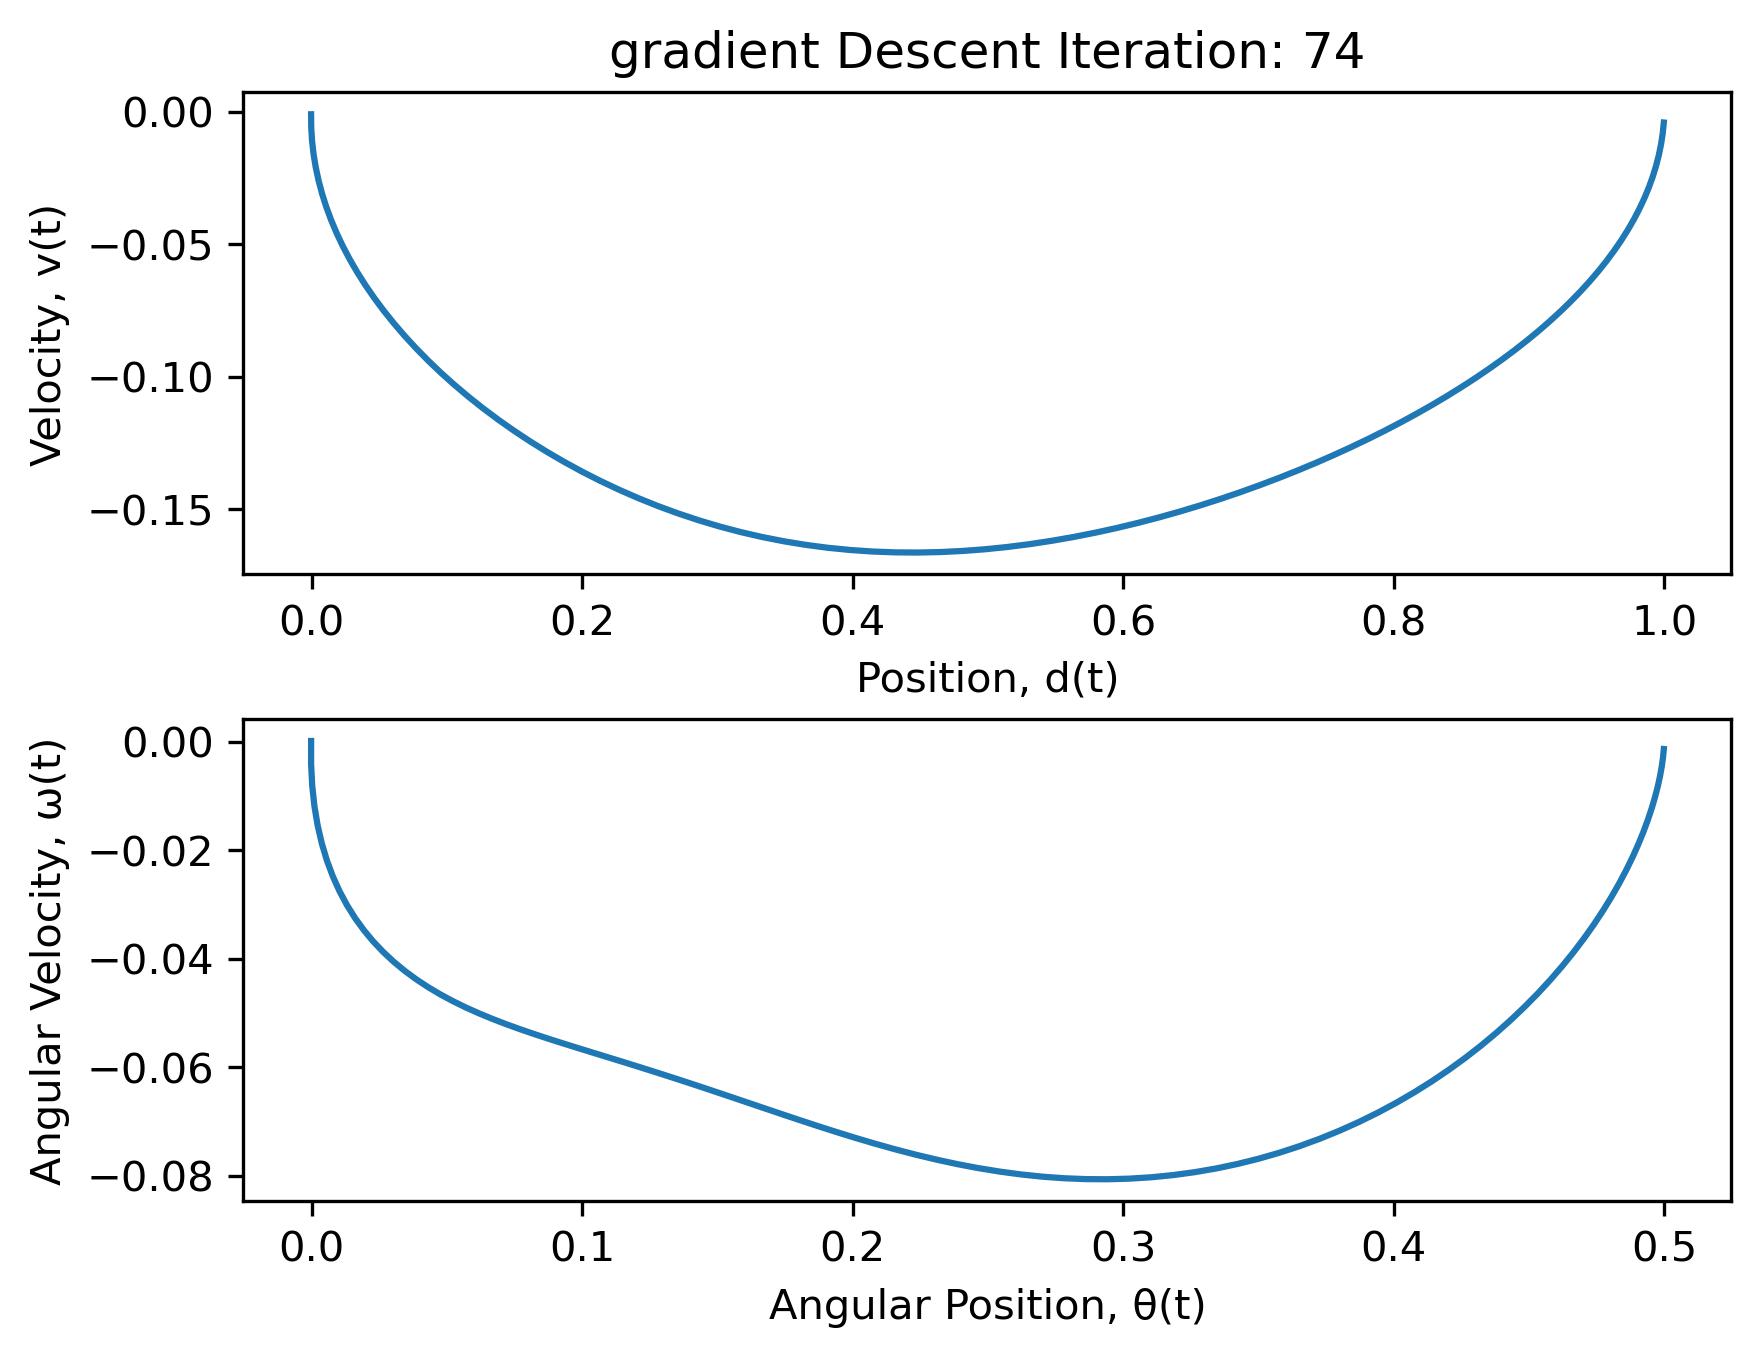 gradient Descent Iteration: 74
0.00
−0.05
−0.10
−0.15
Velocity, v(t)
0.0 0.2 0.4 0.6 0.8 1.0
Position, d(t)
0.00
−0.02
−0.04
−0.06
−0.08
Angular Velocity, ω(t)
0.0 0.1 0.2 0.3 0.4 0.5
Angular Position, θ(t)